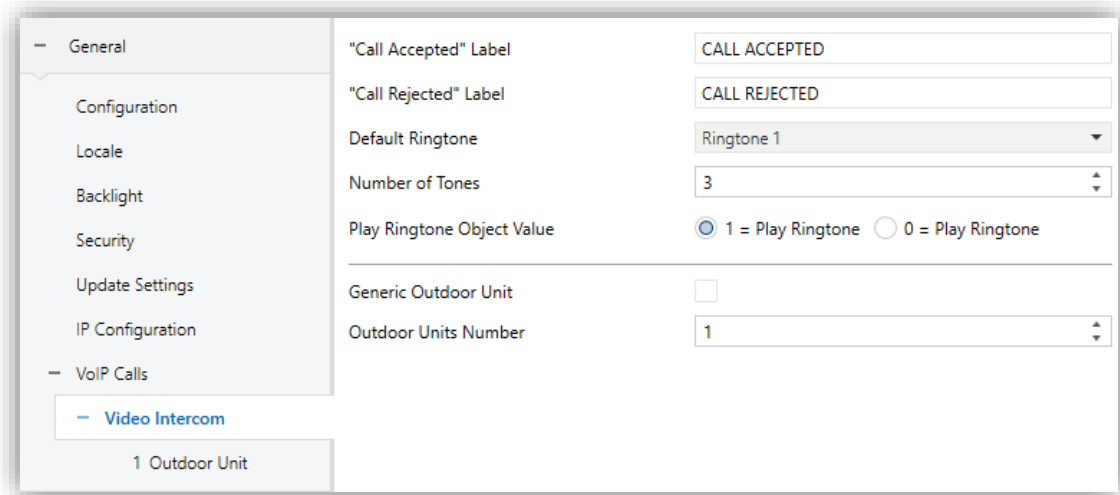 General
Configuration
Locale
Backlight
Security
Update Settings
IP Configuration
VoIP Calls
Video Intercom
1 Outdoor Unit
"Call Accepted" Label CALL ACCEPTED
"Call Rejected" Label CALL REJECTED
Default Ringtone Ringtone 1
Number of Tones 3
Play Ringtone Object Value 1 = Play Ringtone 0 = Play Ringtone
Generic Outdoor Unit
Outdoor Units Number 1